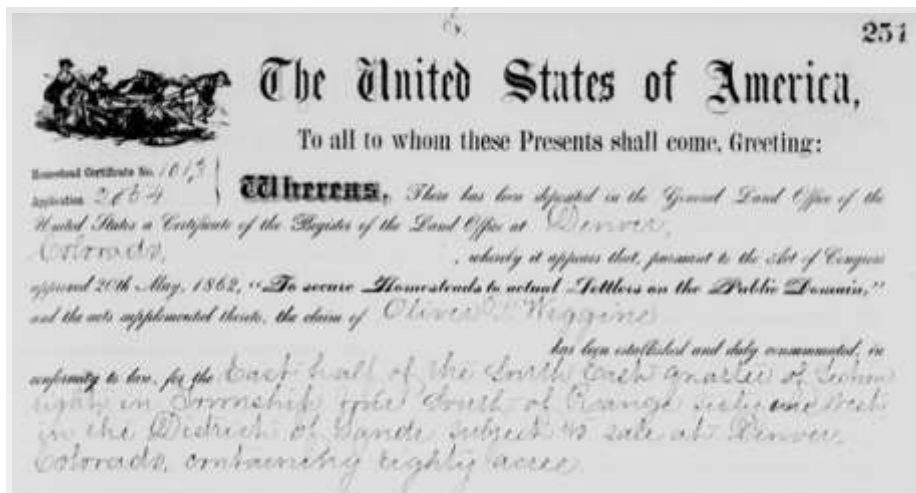 251
The United States of America,
To all to whom these Presents shall come, Greeting:
Homestead Certificate No. 1013
Application 2064
Whereas, There has been deposited in the General Land Office of the
United States a Certificate of the Register of the Land Office at Denver,
Colorado, , whereby it appears that, pursuant to the Act of Congress
approved 20th May, 1862, “To secure Homesteads to actual Settlers on the Public Domain,”
and the acts supplemental thereto, the claim of Oliver P Wiggins
has been established and duly consummated, in
conformity to law, for the East half of the South East quarter of Section
eight in Township nine South of Range sixty one West
in the District of Lands subject to sale at Denver,
Colorado, containing eighty acres.